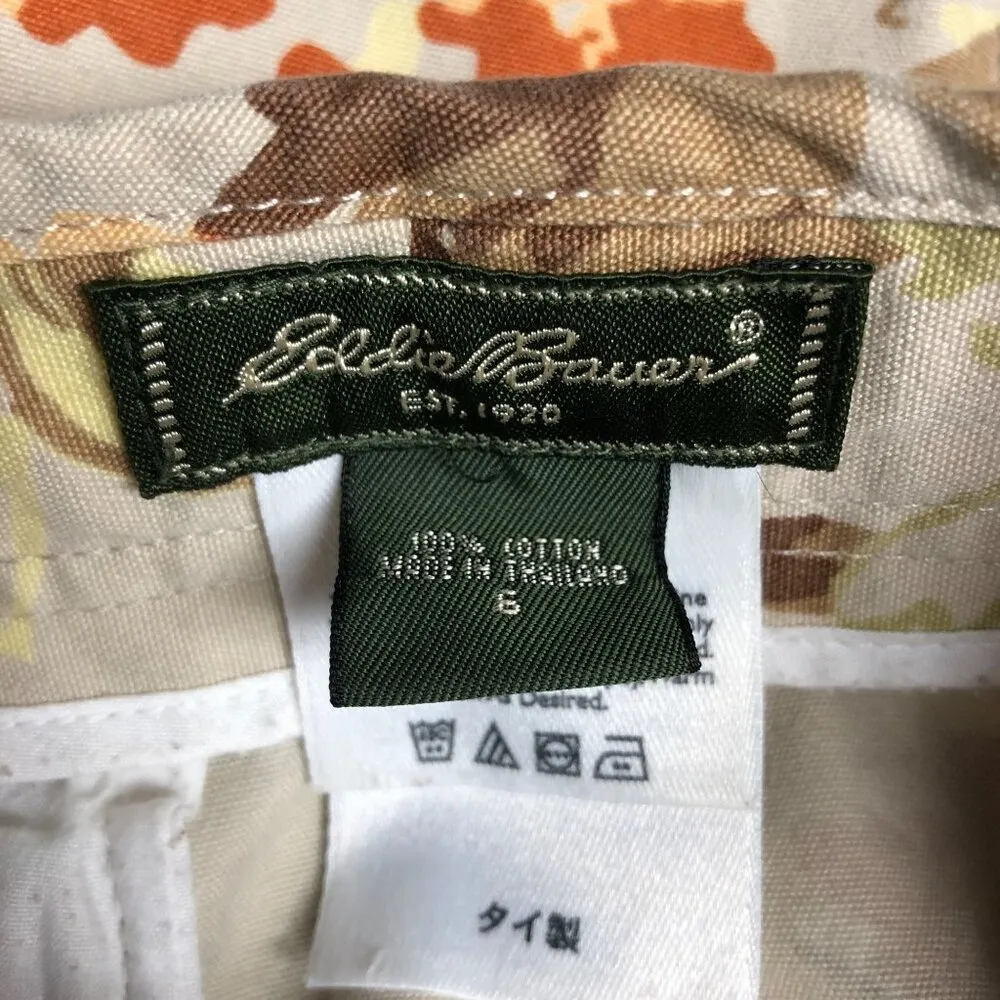 Eddie Bauer®
EST. 1920
100% COTTON
MADE IN THAILAND
6
Desired.
タイ製